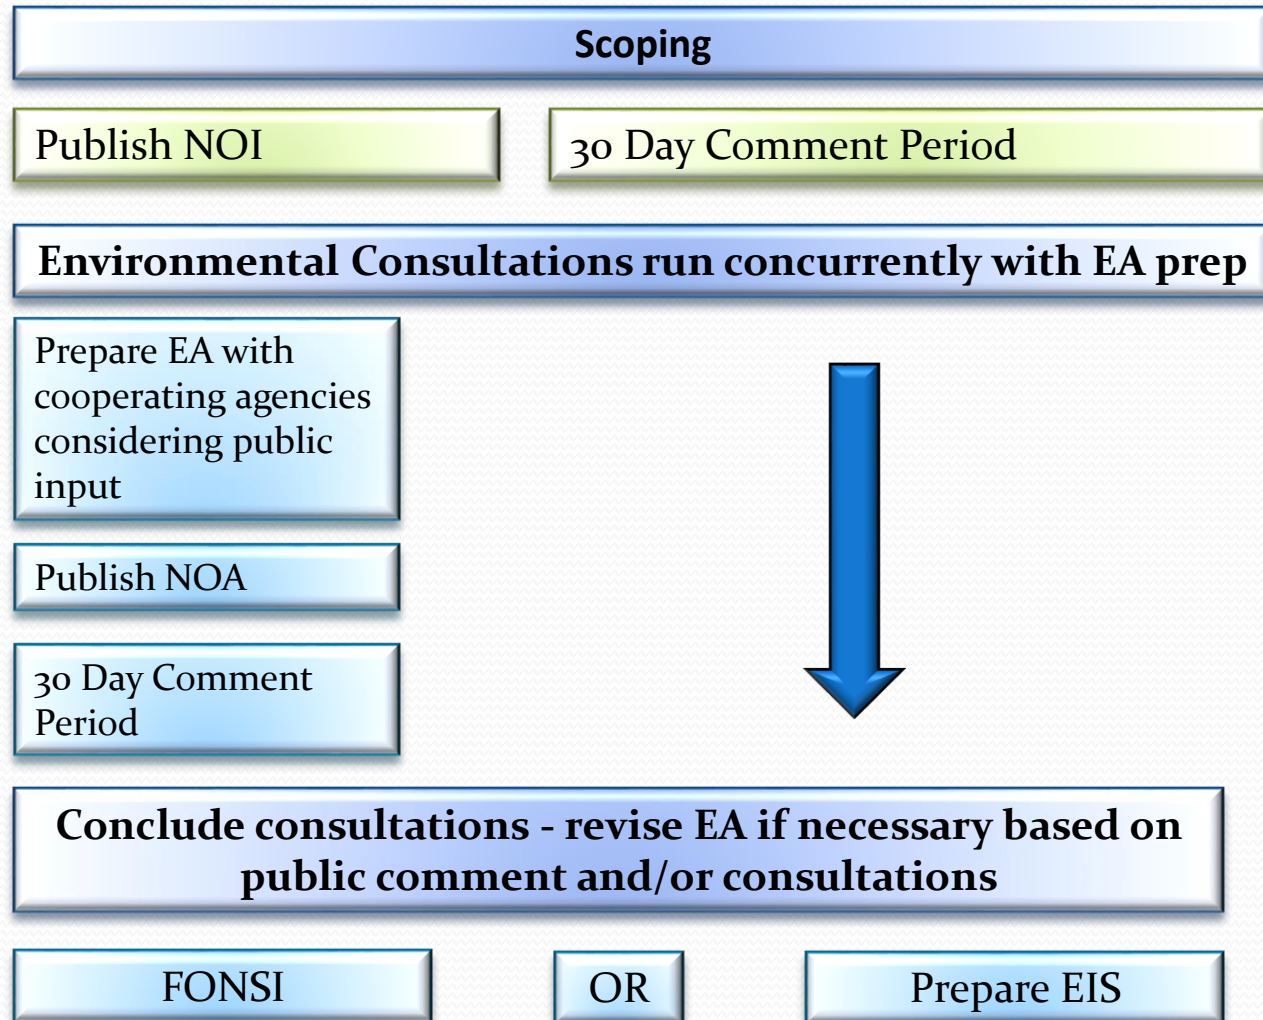 Scoping
Publish NOI
30 Day Comment Period
Environmental Consultations run concurrently with EA prep
Prepare EA with
cooperating agencies
considering public
input
Publish NOA
30 Day Comment
Period
Conclude consultations - revise EA if necessary based on
public comment and/or consultations
FONSI
OR
Prepare EIS